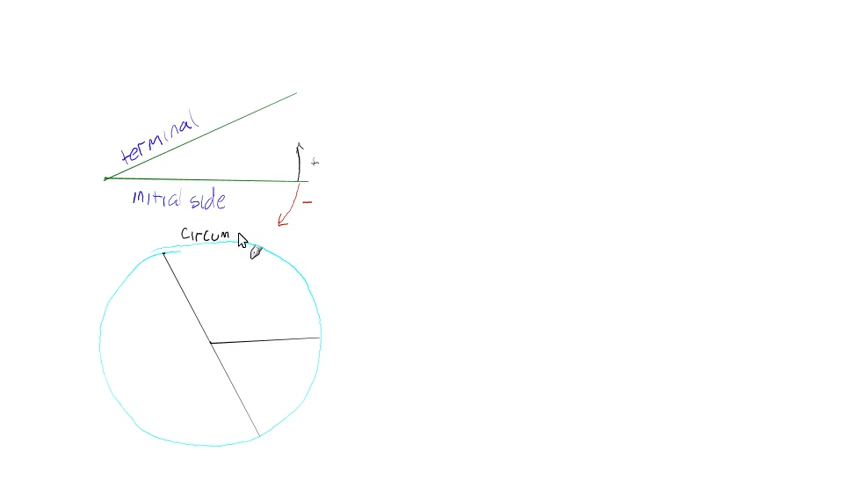 terminal
+
initial side
-
circum